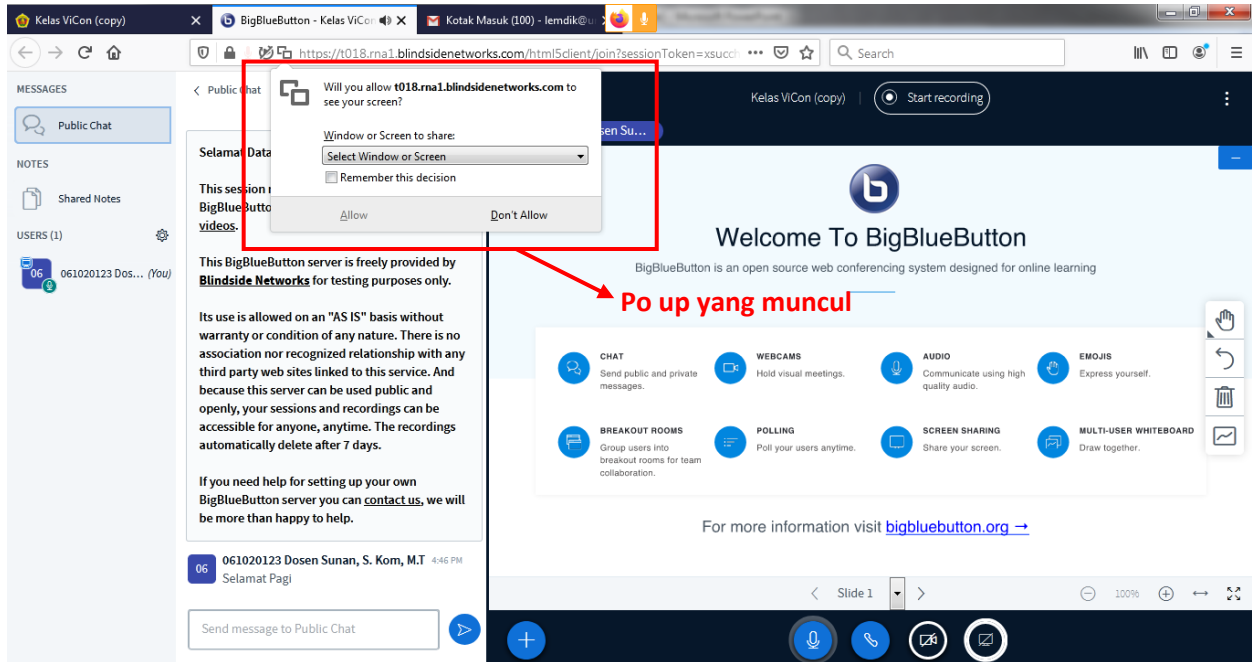 Kelas ViCon (copy)
BigBlueButton - Kelas ViCon
Kotak Masuk (100) - lemdik@u
https://t018.rna1.blindsidenetworks.com/html5client/join?sessionToken=xsucch
Search
MESSAGES
Public Chat
NOTES
Shared Notes
USERS (1)
06
061020123 Dos... (You)
Public Chat
Will you allow t018.rna1.blindsidenetworks.com to
see your screen?
Window or Screen to share:
Select Window or Screen
Remember this decision
Allow
Don't Allow
Selamat Data
This session
BigBlueButto
videos.
This BigBlueButton server is freely provided by
Blindside Networks for testing purposes only.
Its use is allowed on an "AS IS" basis without
warranty or condition of any nature. There is no
association nor recognized relationship with any
third party web sites linked to this service. And
because this server can be used public and
openly, your sessions and recordings can be
accessible for anyone, anytime. The recordings
automatically delete after 7 days.
If you need help for setting up your own
BigBlueButton server you can contact us, we will
be more than happy to help.
06
061020123 Dosen Sunan, S. Kom, M.T 4:46 PM
Selamat Pagi
Send message to Public Chat
Kelas ViCon (copy)
Start recording
sen Su...
Welcome To BigBlueButton
BigBlueButton is an open source web conferencing system designed for online learning
Po up yang muncul
CHAT
Send public and private
messages.
WEBCAMS
Hold visual meetings.
AUDIO
Communicate using high
quality audio.
EMOJIS
Express yourself.
BREAKOUT ROOMS
Group users into
breakout rooms for team
collaboration.
POLLING
Poll your users anytime.
SCREEN SHARING
Share your screen.
MULTI-USER WHITEBOARD
Draw together.
For more information visit bigbluebutton.org →
Slide 1
100%